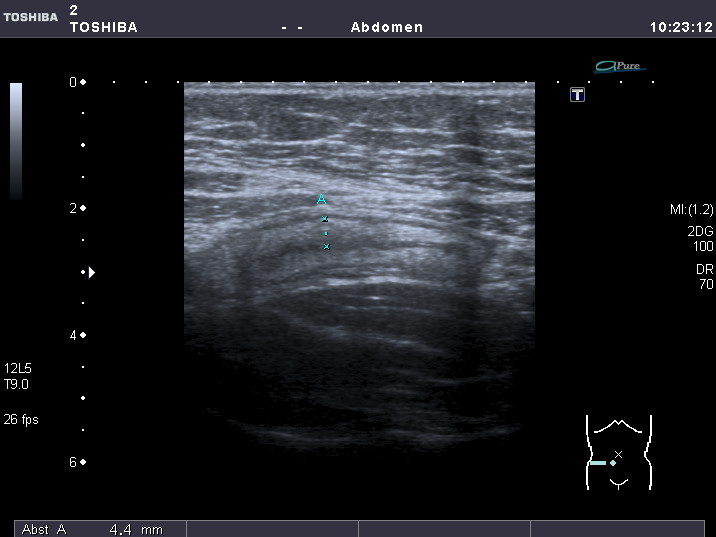 TOSHIBA
2
TOSHIBA
- -
Abdomen
10:23:12
aPure
T
0
2
4
6
A
MI:(1.2)
2DG
100
DR
70
12L5
T9.0
26 fps
Abst A 4.4 mm